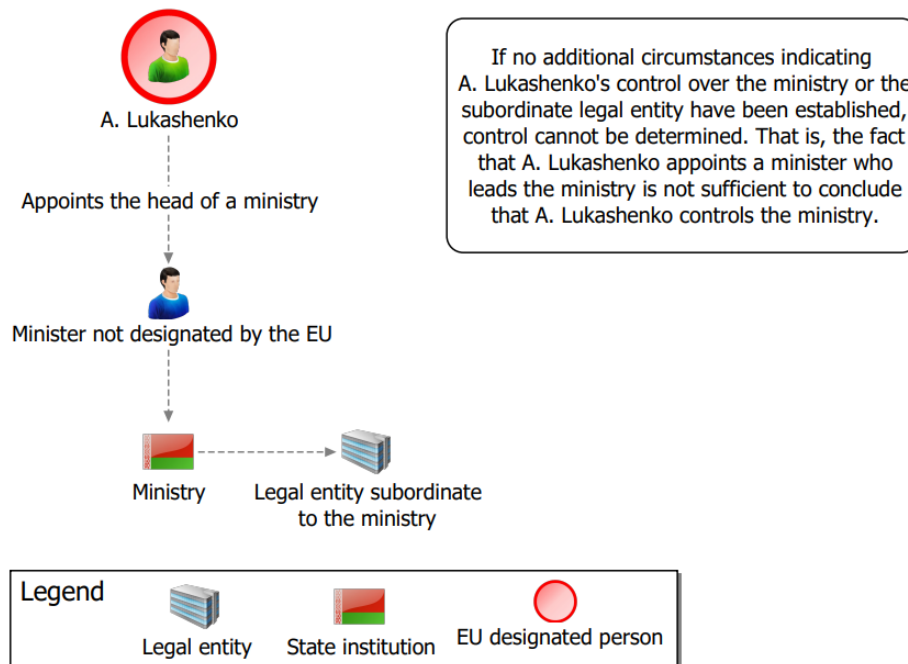 A. Lukashenko
Appoints the head of a ministry
Minister not designated by the EU
Ministry
Legal entity subordinate
to the ministry
If no additional circumstances indicating
A. Lukashenko's control over the ministry or the
subordinate legal entity have been established,
control cannot be determined. That is, the fact
that A. Lukashenko appoints a minister who
leads the ministry is not sufficient to conclude
that A. Lukashenko controls the ministry.
Legend
Legal entity
State institution
EU designated person